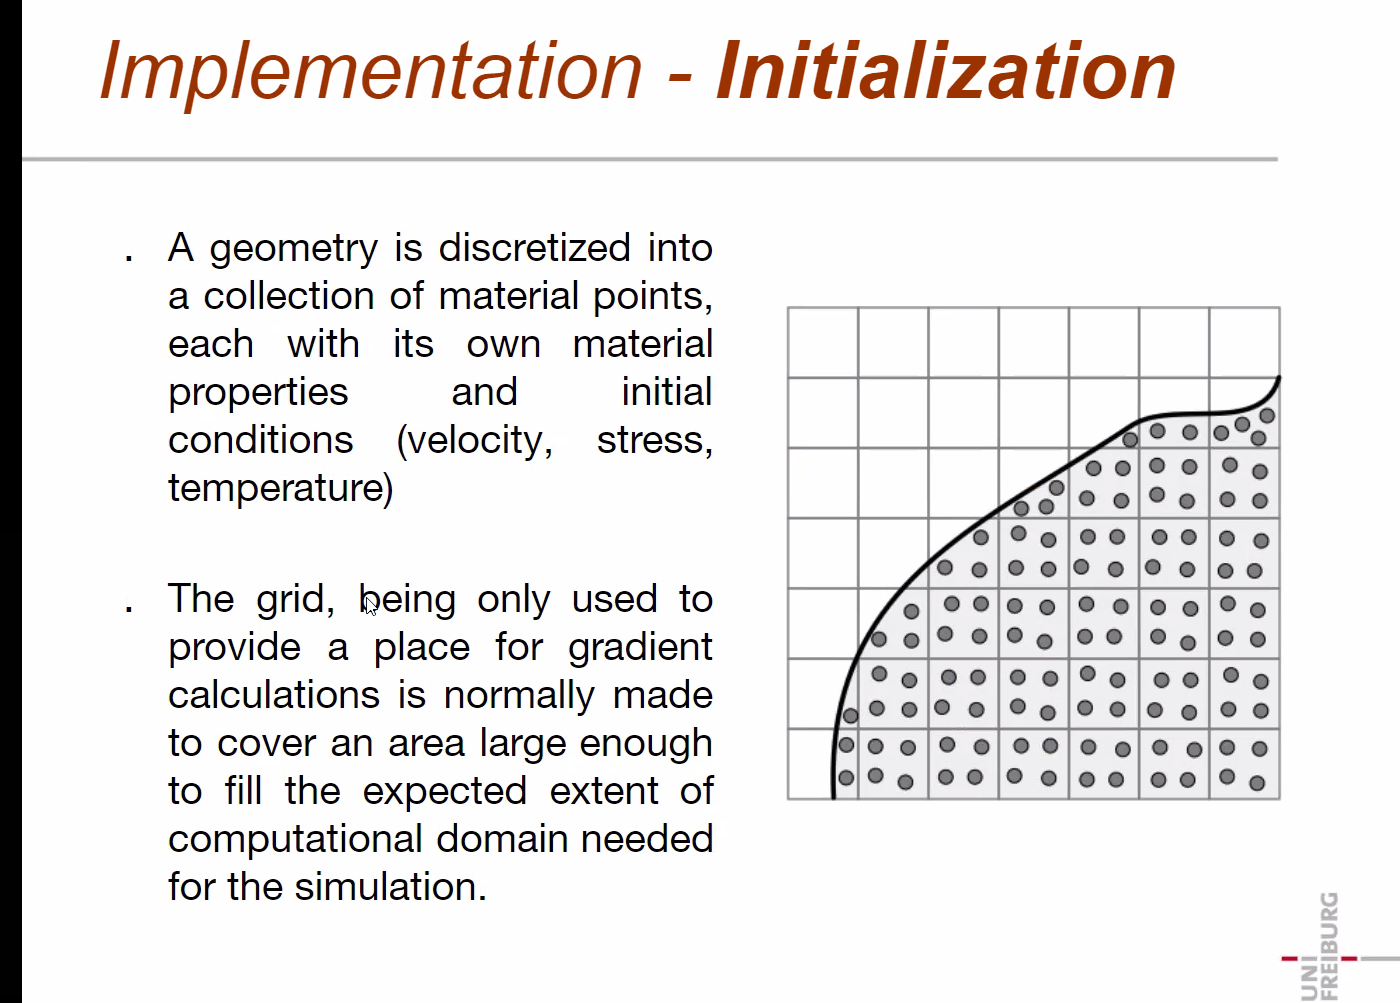 Implementation - Initialization
. A geometry is discretized into
a collection of material points,
each with its own material
properties and initial
conditions (velocity, stress,
temperature)
. The grid, being only used to
provide a place for gradient
calculations is normally made
to cover an area large enough
to fill the expected extent of
computational domain needed
for the simulation.
UNI
FREIBURG